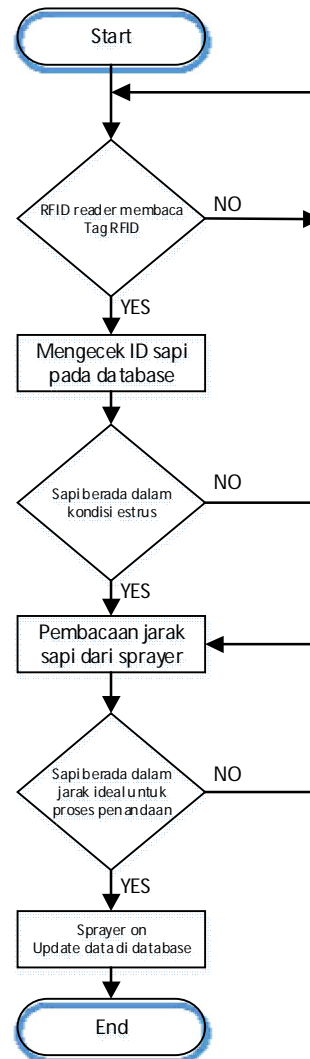 Start
RFID reader membaca
Tag RFID
NO
YES
Mengecek ID sapi
pada database
Sapi berada dalam
kondisi estrus
NO
YES
Pembacaan jarak
sapi dari sprayer
Sapi berada dalam
jarak ideal untuk
proses penandaan
NO
YES
Sprayer on
Update data di database
End